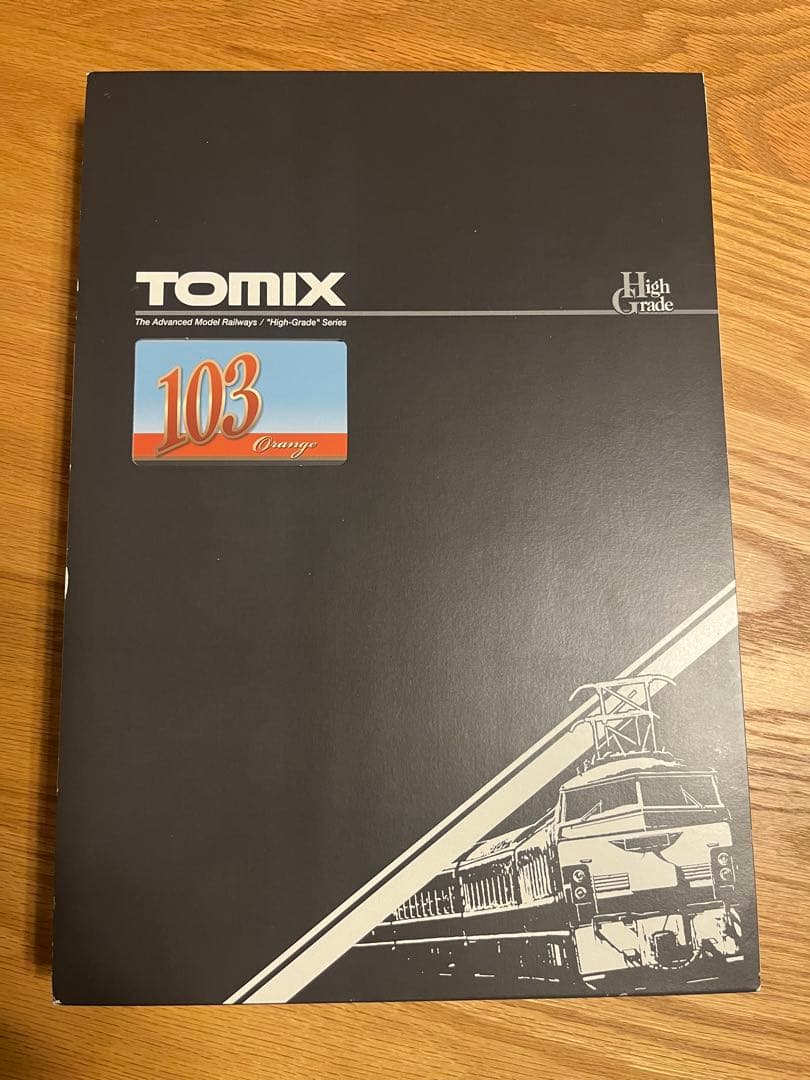 TOMIX
High
Grade
The Advanced Model Railways / "High-Grade" Series
103
Orange